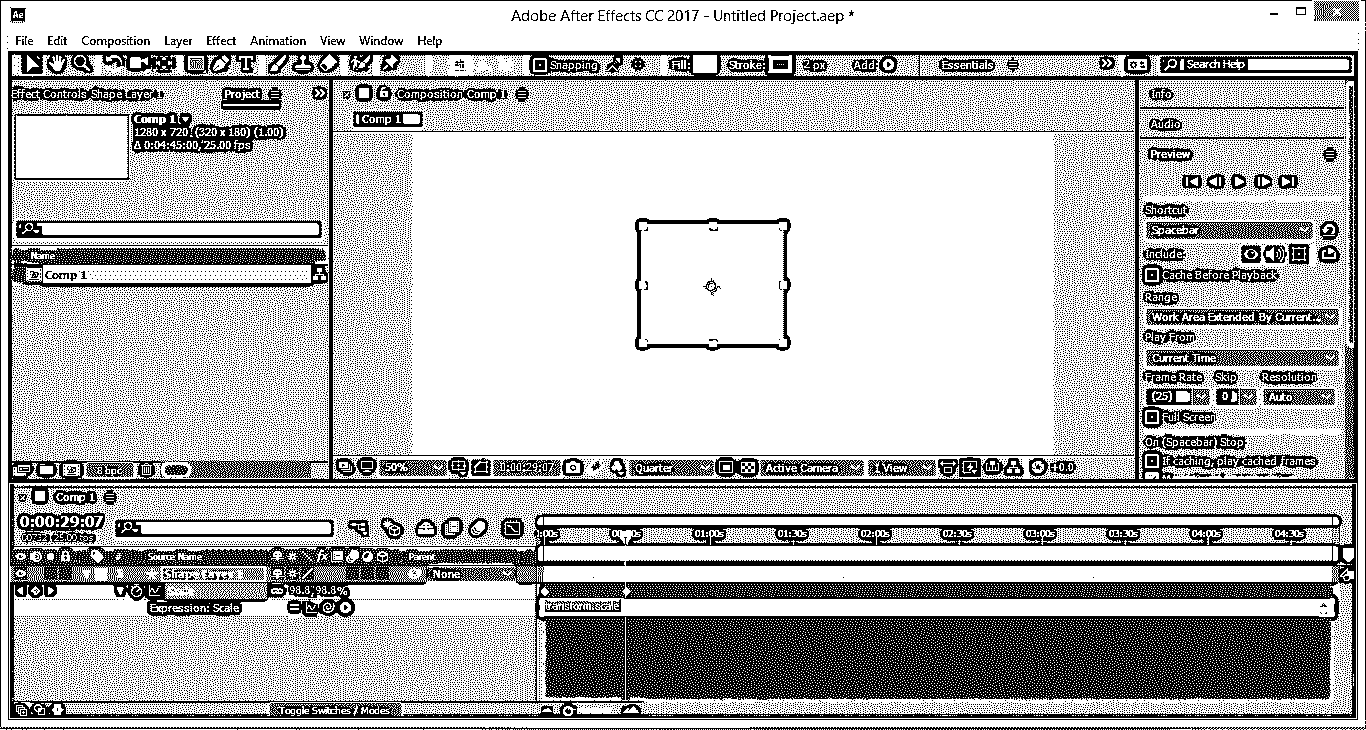 Ae
Adobe After Effects CC 2017 - Untitled Project.aep *
File Edit Composition Layer Effect Animation View Window Help
Snapping Fill: Stroke: 2 px Add: Essentials Search Help
Effect Controls Shape Layer 1 Project
Composition Comp 1
Info
Comp 1
1280 x 720 (320 x 180) (1.00)
Δ 0:04:45:00, 25.00 fps
Comp 1
Audio
Preview
Shortcut
Spacebar
Include:
Cache Before Playback
Range
Work Area Extended By Current...
Play From
Current Time
Frame Rate Skip Resolution
(25) 0 Auto
Full Screen
On (Spacebar) Stop
If caching, play cached frames
Name
Comp 1
8 bpc
50% 0:00:29:07 Quarter Active Camera 1 View +0.0
Comp 1
0:00:29:07
00732 (25.00 fps)
01:00s 01:30s 02:00s 02:30s 03:00s 03:30s 04:00s 04:30s
# Source Name Parent
Shape Layer 1 None
98.8, 98.8%
Expression: Scale transform.scale
Toggle Switches / Modes